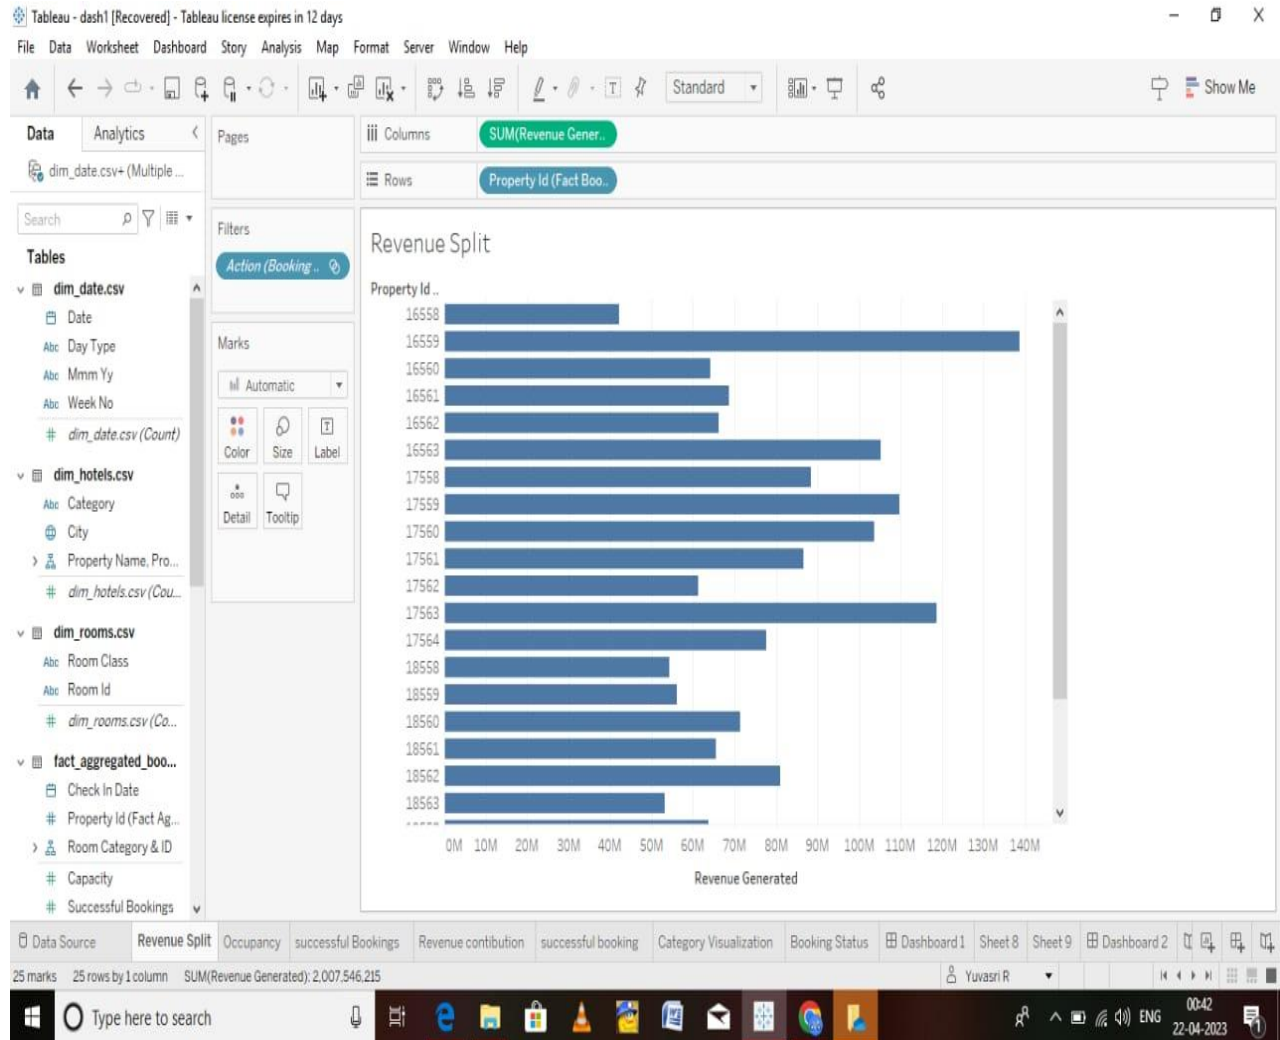 Tableau - dash1 [Recovered] - Tableau license expires in 12 days
File Data Worksheet Dashboard Story Analysis Map Format Server Window Help
Standard
Show Me
Data Analytics
dim_date.csv+ (Multiple ...
Search
Tables
dim_date.csv
Date
Abc Day Type
Abc Mmm Yy
Abc Week No
# dim_date.csv (Count)
dim_hotels.csv
Abc Category
City
Property Name, Pro...
# dim_hotels.csv (Cou...
dim_rooms.csv
Abc Room Class
Abc Room Id
# dim_rooms.csv (Co...
fact_aggregated_boo...
Check In Date
# Property Id (Fact Ag...
Room Category & ID
# Capacity
# Successful Bookings
Pages
Filters
Action (Booking ..
Marks
Automatic
Color Size Label
Detail Tooltip
Columns SUM(Revenue Gener..
Rows Property Id (Fact Boo..
Revenue Split
Property Id ..
16558
16559
16560
16561
16562
16563
17558
17559
17560
17561
17562
17563
17564
18558
18559
18560
18561
18562
18563
0M 10M 20M 30M 40M 50M 60M 70M 80M 90M 100M 110M 120M 130M 140M
Revenue Generated
Data Source Revenue Split Occupancy successful Bookings Revenue contibution successful booking Category Visualization Booking Status Dashboard 1 Sheet 8 Sheet 9 Dashboard 2
25 marks 25 rows by 1 column SUM(Revenue Generated): 2,007,546,215
Yuvasri R
Type here to search
ENG
00:42
22-04-2023
1